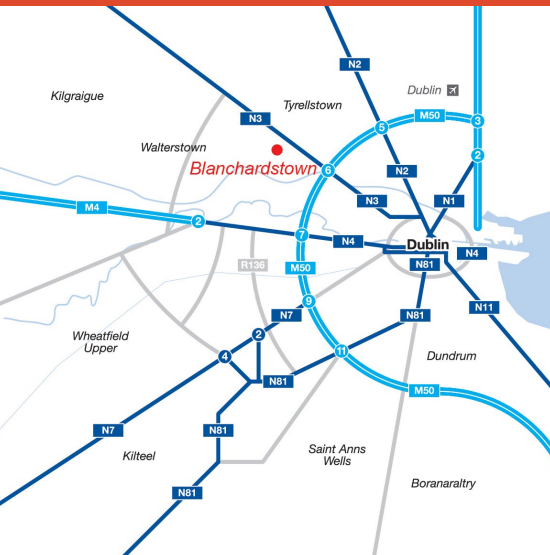 N2
Dublin
Kilgraigue
Tyrellstown
M50
N3
3
5
Walterstown
2
Blanchardstown
6
N2
N3
N1
M4
2
7
N4
Dublin
N4
R136
M50
N81
9
N11
N7
N81
2
Wheatfield
Upper
4
11
Dundrum
N81
M50
N7
N81
Kilteel
Saint Anns
Wells
Boranaraltry
N81